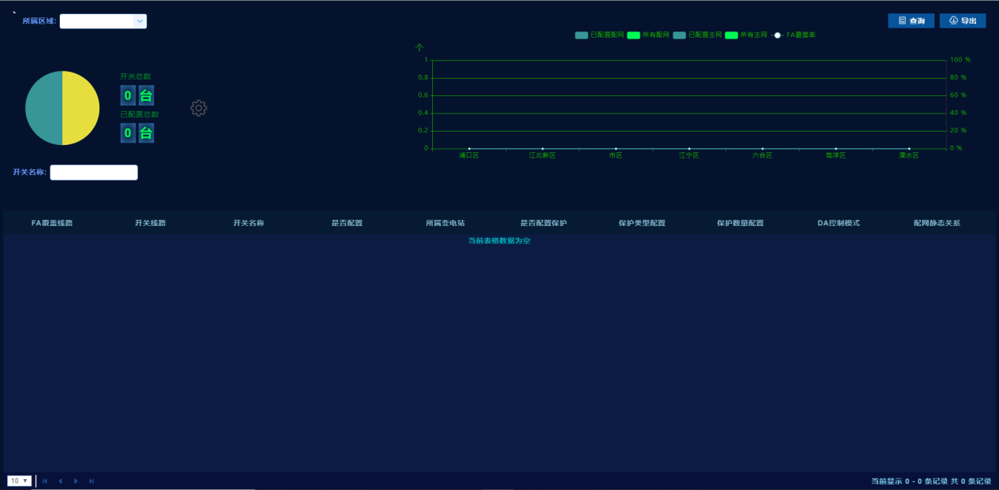 所属区域:
查询 导出
已配置配网 所有配网 已配置主网 所有主网 FA覆盖率
个
1 100 %
0.8 80 %
0.6 60 %
0.4 40 %
0.2 20 %
0 0 %
浦口区 江北新区 市区 江宁区 六合区 高淳区 溧水区
开关总数
0 台
已配置总数
0 台
开关名称:
FA覆盖线路 开关线路 开关名称 是否配置 所属变电站 是否配置保护 保护类型配置 保护数量配置 DA控制模式 配网静态关系
当前表格数据为空
10
当前显示 0 - 0 条记录 共 0 条记录